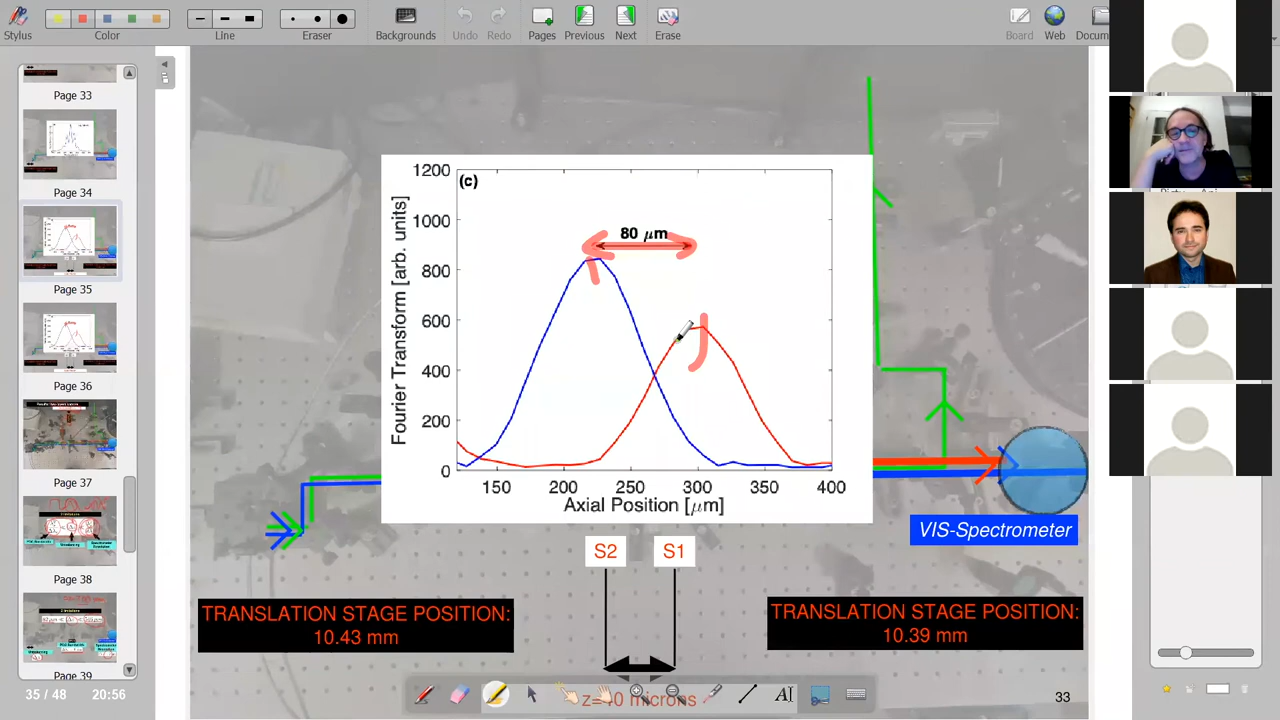 Stylus
Color
Line
Eraser
Backgrounds
Undo
Redo
Pages
Previous
Next
Erase
Board
Web
Docum
Page 33
Page 34
Page 35
Page 36
Page 37
Page 38
Page 39
35 / 48
20:56
(c)
Fourier Transform [arb. units]
1200
1000
800
600
400
200
0
80 μm
150
200
250
300
350
400
Axial Position [μm]
VIS-Spectrometer
S2
S1
TRANSLATION STAGE POSITION:
10.43 mm
TRANSLATION STAGE POSITION:
10.39 mm
microns
33